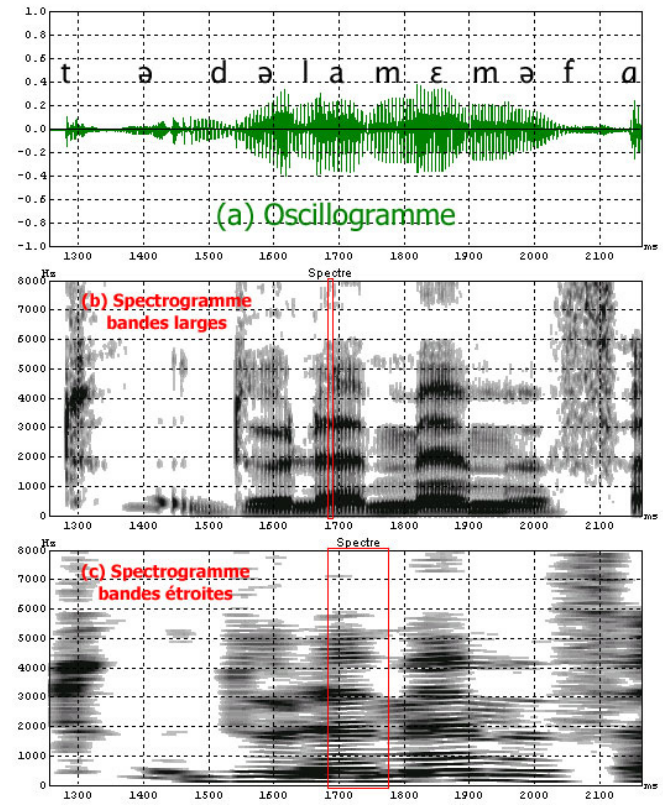 1.0
0.8
0.6
t ə d ə l a m ɛ m ə f ɑ
0.4
0.2
0.0
-0.2
-0.4
-0.6
(a) Oscillogramme
-0.8
-1.0
1300 1400 1500 1600 1700 1800 1900 2000 2100 ms
Hz Spectre
8000
(b) Spectrogramme
bandes larges
7000
6000
5000
4000
3000
2000
1000
0
1300 1400 1500 1600 1700 1800 1900 2000 2100 ms
Hz Spectre
8000
(c) Spectrogramme
bandes étroites
7000
6000
5000
4000
3000
2000
1000
0
1300 1400 1500 1600 1700 1800 1900 2000 2100 ms